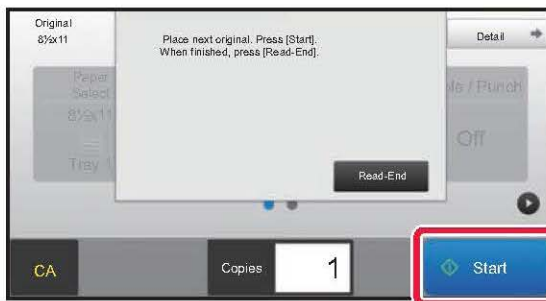 Original
8½x11
Place next original. Press [Start].
When finished, press [Read-End].
Detail
Paper
Select
8½x11
Tray 1
ple / Punch
Off
Read-End
CA
Copies
1
Start